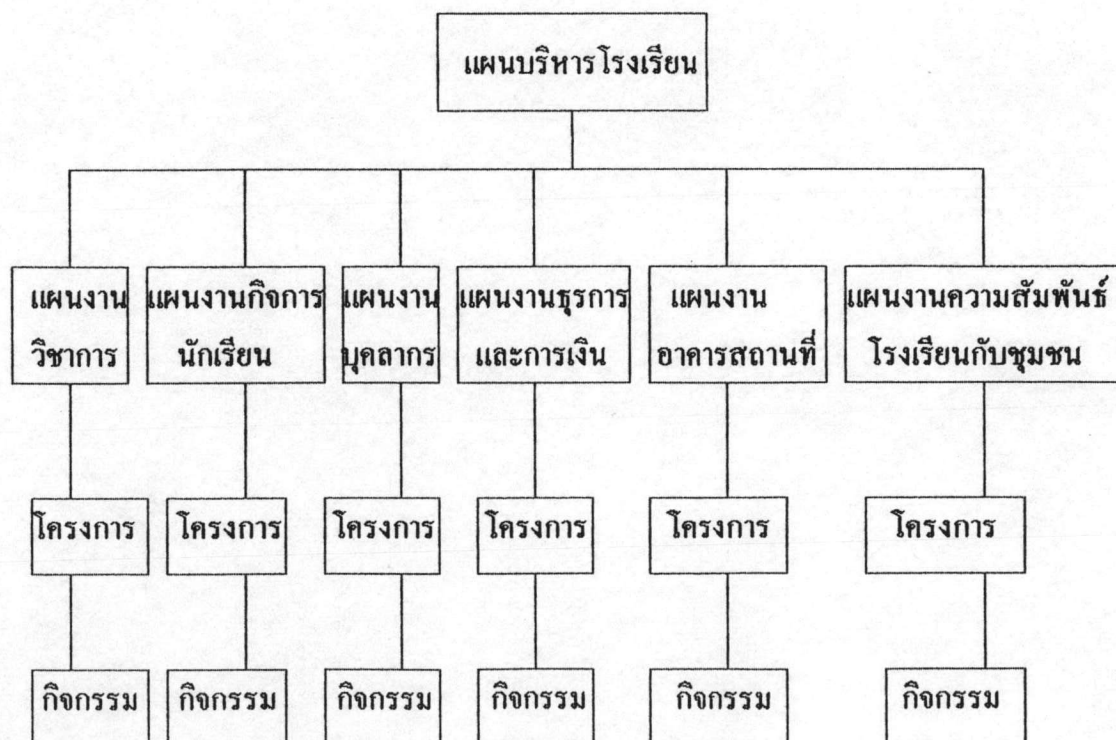 แผนบริหารโรงเรียน
แผนงาน
วิชาการ
แผนงานกิจการ
นักเรียน
แผนงาน
บุคลากร
แผนงานธุรการ
และการเงิน
แผนงาน
อาคารสถานที่
แผนงานความสัมพันธ์
โรงเรียนกับชุมชน
โครงการ
โครงการ
โครงการ
โครงการ
โครงการ
โครงการ
กิจกรรม
กิจกรรม
กิจกรรม
กิจกรรม
กิจกรรม
กิจกรรม